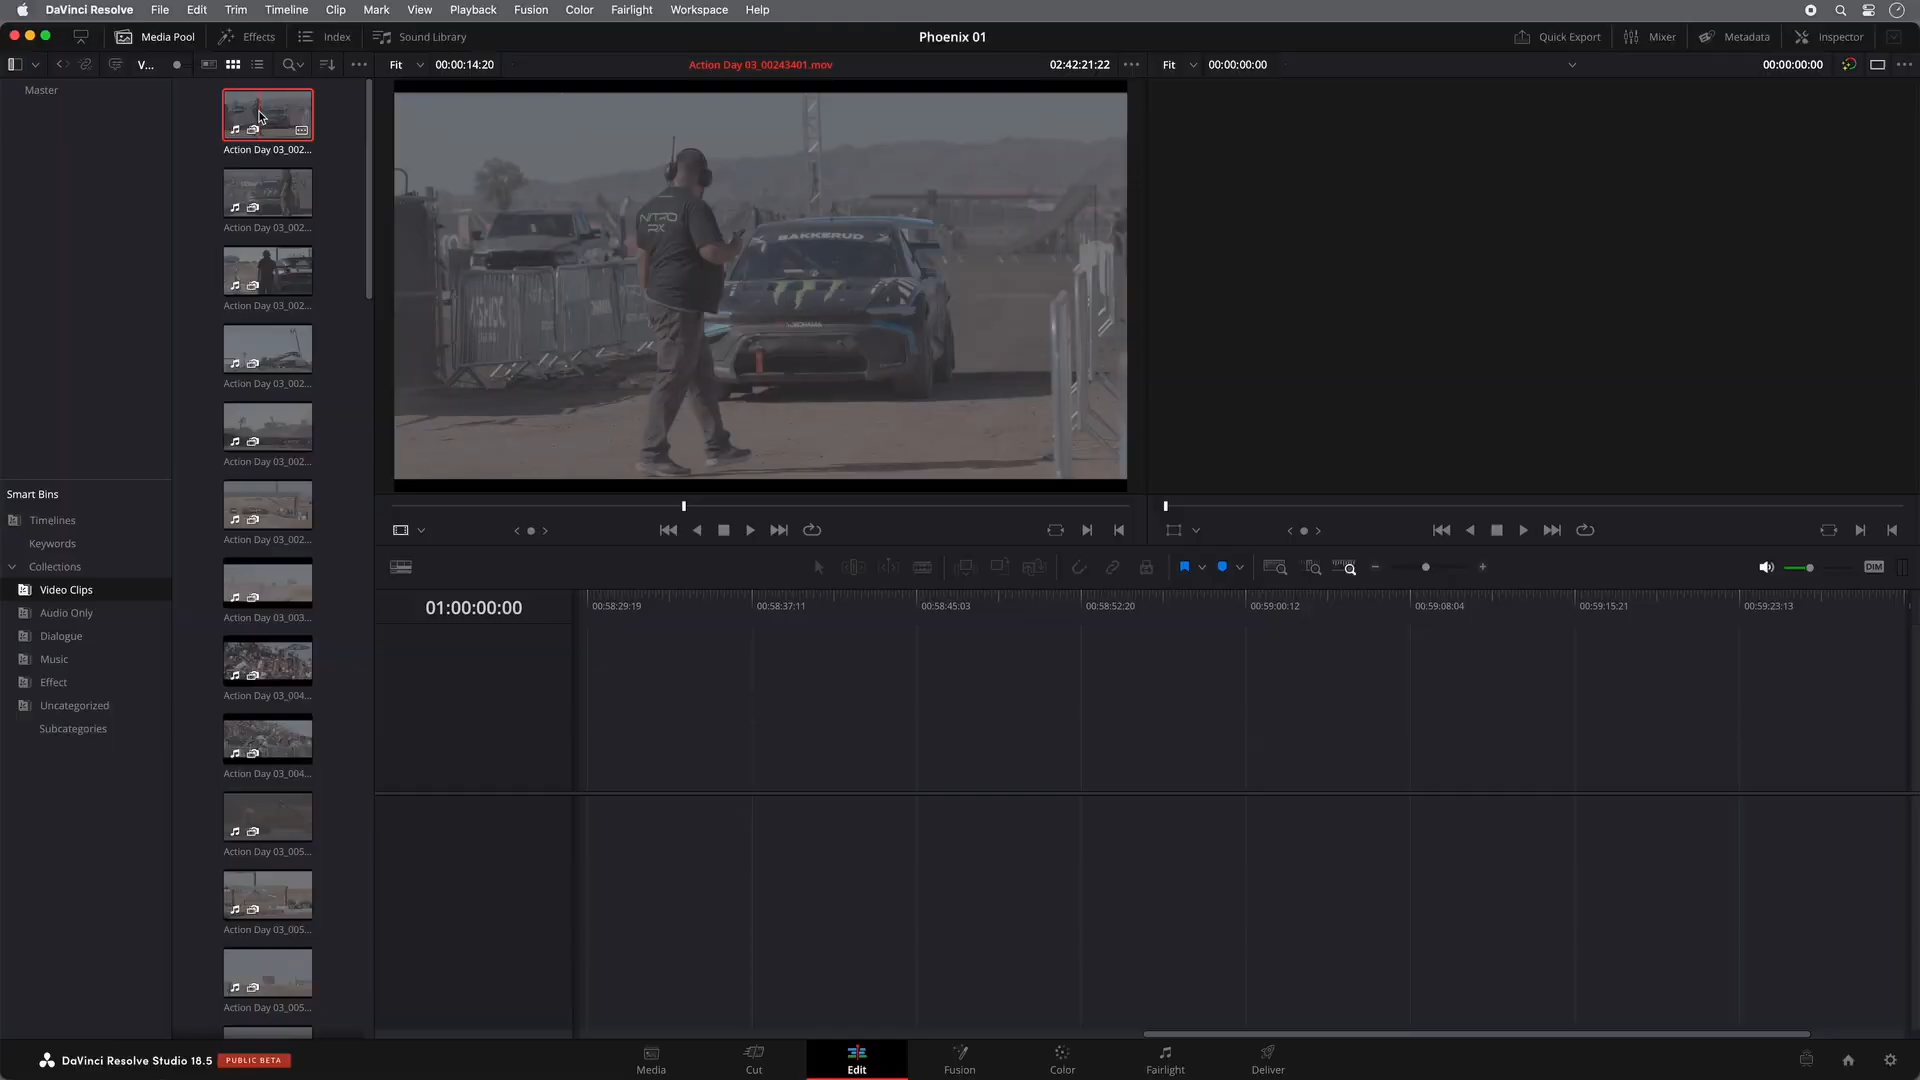 DaVinci Resolve File Edit Trim Timeline Clip Mark View Playback Fusion Color Fairlight Workspace Help
Media Pool Effects Index Sound Library Phoenix 01 Quick Export Mixer Metadata Inspector
V... Fit 00:00:14:20 Action Day 03_00243401.mov 02:42:21:22 Fit 00:00:00:00 00:00:00:00
Master
Action Day 03_002...
Action Day 03_002...
Action Day 03_002...
Action Day 03_002...
Action Day 03_002...
Action Day 03_002...
Action Day 03_003...
Action Day 03_004...
Action Day 03_004...
Action Day 03_005...
Action Day 03_005...
Action Day 03_005...
NITRO
RX
BAKKERUD
YOKOHAMA
Smart Bins
Timelines
Keywords
Collections
Video Clips
Audio Only
Dialogue
Music
Effect
Uncategorized
Subcategories
DIM
01:00:00:00 00:58:29:19 00:58:37:11 00:58:45:03 00:58:52:20 00:59:00:12 00:59:08:04 00:59:15:21 00:59:23:13
DaVinci Resolve Studio 18.5 PUBLIC BETA
Media Cut Edit Fusion Color Fairlight Deliver